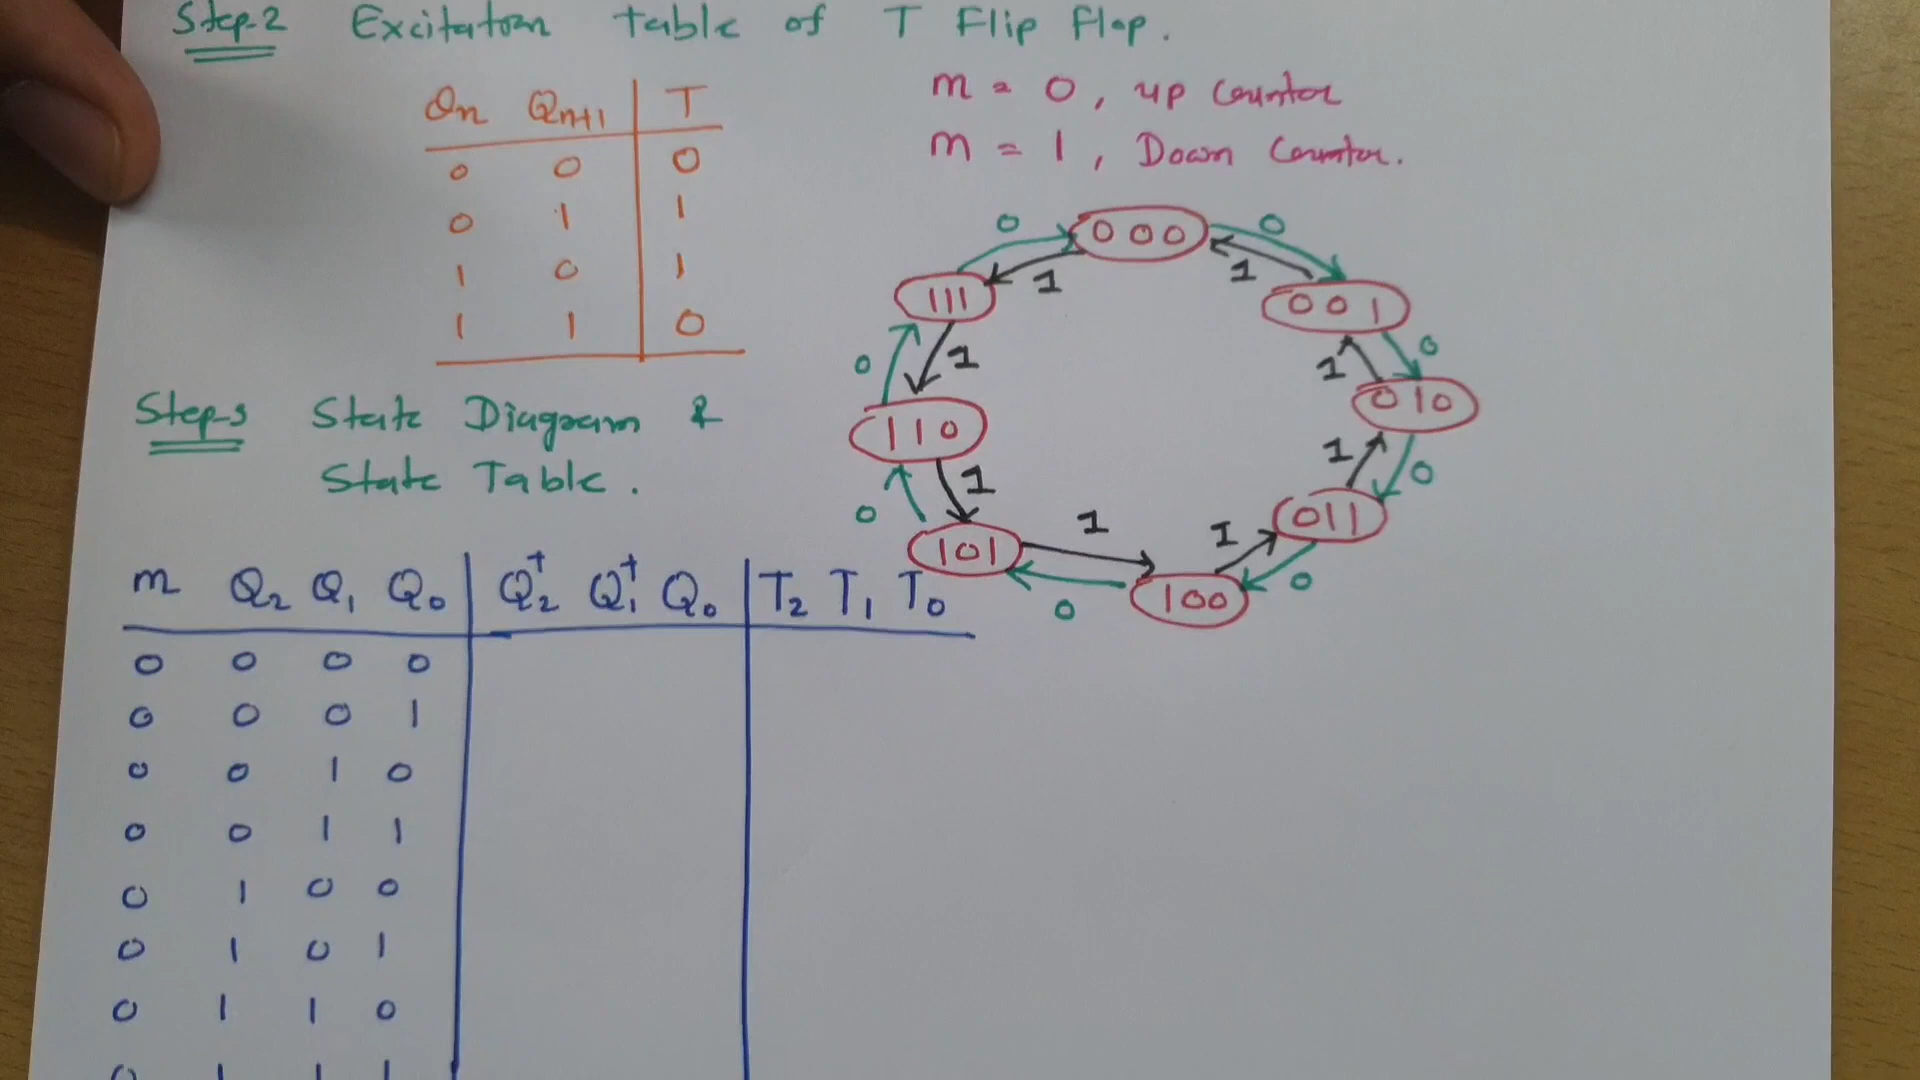 Step-2 Excitation table of T Flip flop.
Qn Qn+1 T
0 0 0
0 1 1
1 0 1
1 1 0
m = 0, up counter
m = 1, Down Counter.
0 000 0
1 1
111 001
0 1 1 0
110 010
0 1 1 0
101 1 1 011
0 100 0
Step-3 State Diagram &
State Table.
m Q2 Q1 Q0 Q2+ Q1+ Q0 T2 T1 T0
0 0 0 0
0 0 0 1
0 0 1 0
0 0 1 1
0 1 0 0
0 1 0 1
0 1 1 0